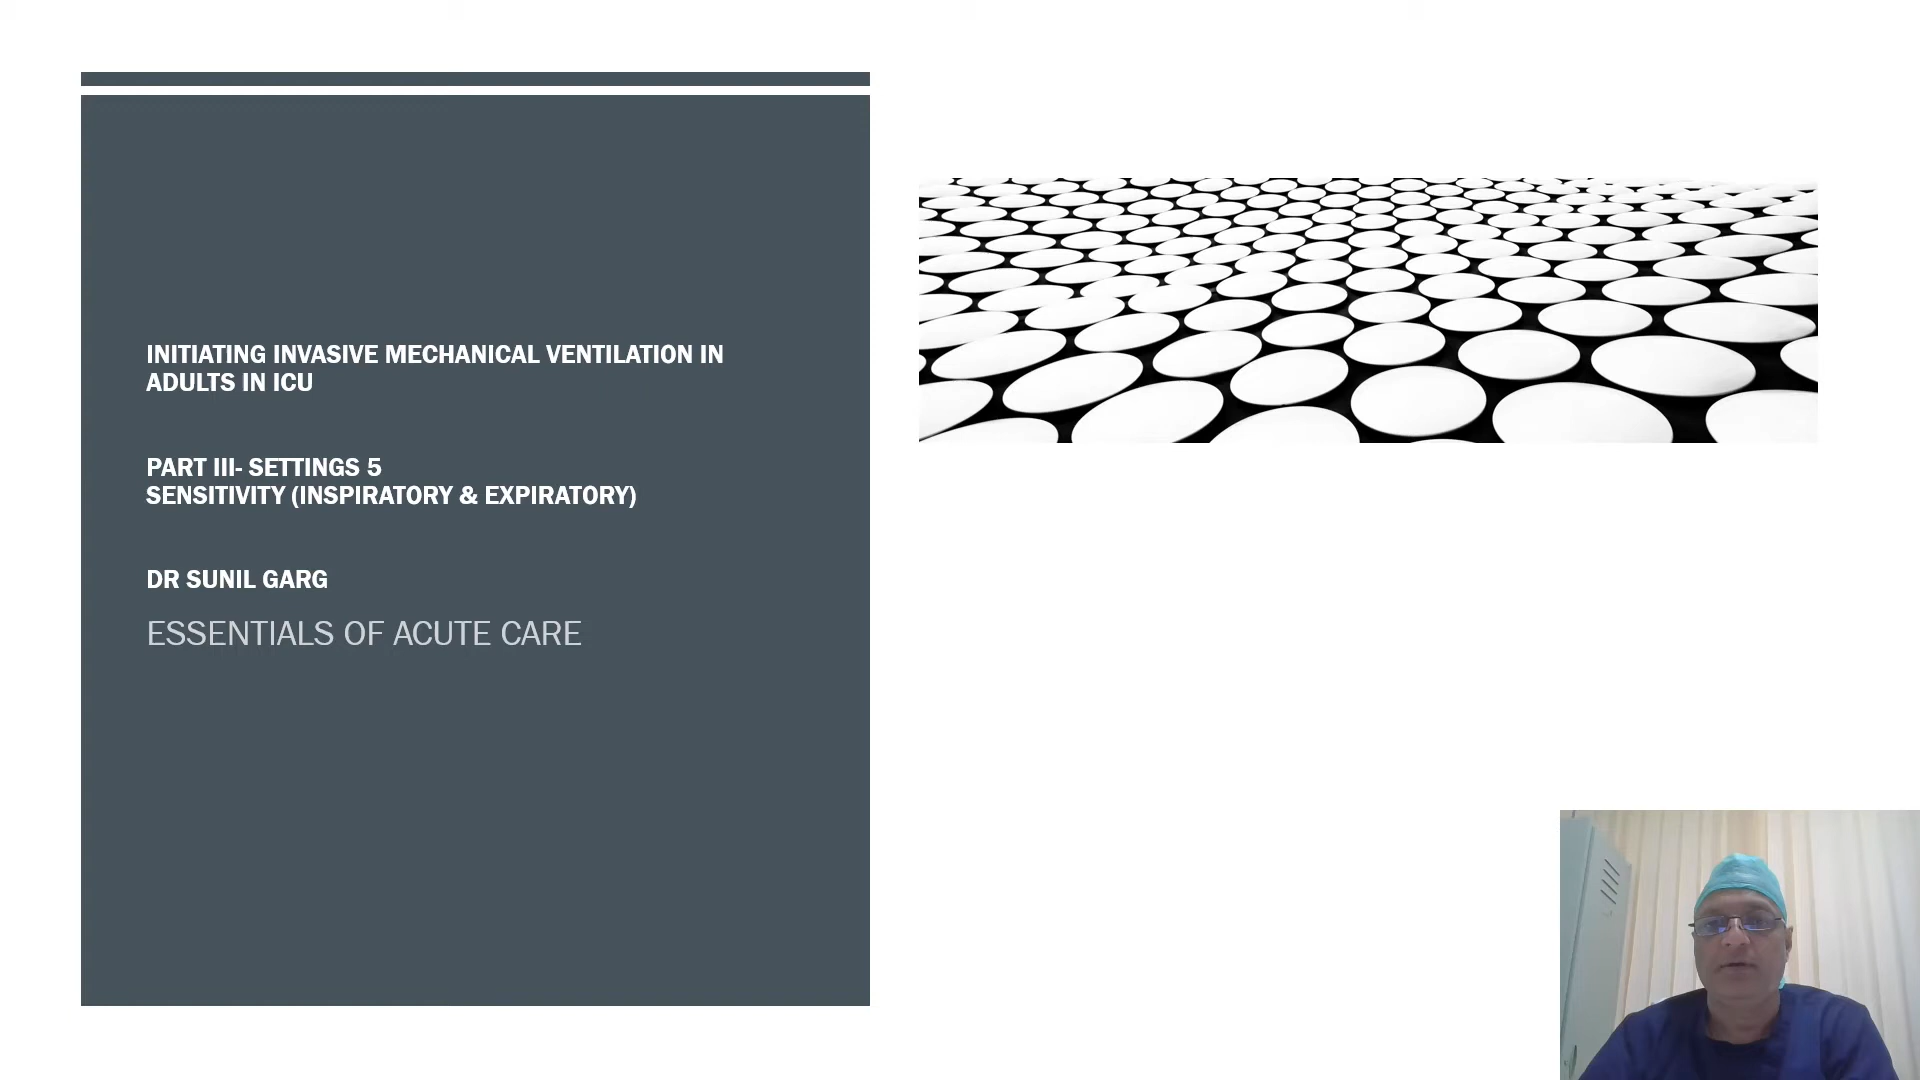 INITIATING INVASIVE MECHANICAL VENTILATION IN
ADULTS IN ICU
PART III- SETTINGS 5
SENSITIVITY (INSPIRATORY & EXPIRATORY)
DR SUNIL GARG
ESSENTIALS OF ACUTE CARE